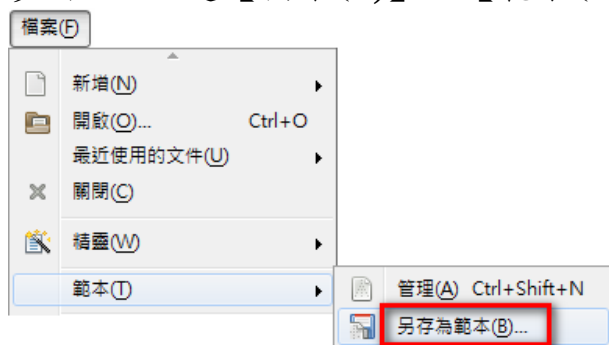 檔案(F)
新增(N)
開啟(O)... Ctrl+O
最近使用的文件(U)
關閉(C)
精靈(W)
範本(T)
管理(A) Ctrl+Shift+N
另存為範本(B)...